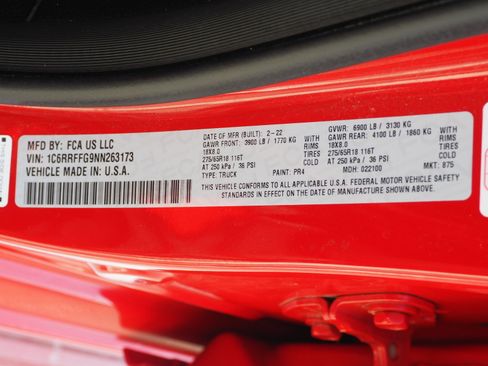 MFD BY: FCA US LLC
VIN: 1C6RRFFG9NN263173
VEHICLE MADE IN: U.S.A.
DATE OF MFR (BUILT): 2-22
GAWR FRONT: 3900 LB / 1770 KG WITH
18X8.0 RIMS
275/65R18 116T TIRES
AT 250 kPa / 36 PSI COLD
TYPE: TRUCK PAINT: PR4
GVWR: 6900 LB / 3130 KG
GAWR REAR: 4100 LB / 1860 KG WITH
18X8.0 RIMS
275/65R18 116T TIRES
AT 250 kPa / 36 PSI COLD
MDH: 022100 MKT: 875
THIS VEHICLE CONFORMS TO ALL APPLICABLE U.S.A. FEDERAL MOTOR VEHICLE SAFETY
STANDARDS IN EFFECT ON THE DATE OF MANUFACTURE SHOWN ABOVE.